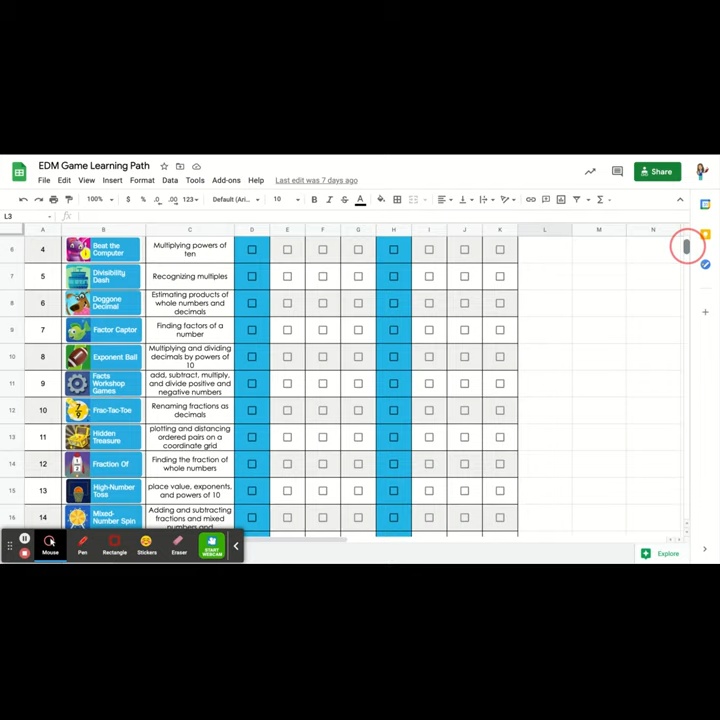 EDM Game Learning Path
File Edit View Insert Format Data Tools Add-ons Help Last edit was 7 days ago
Share
100% $ % .0 .00 123 Default (Ari... 10 B I S A
L3 fx
A B C D E F G H I J K L M N
6 4 Beat the Computer Multiplying powers of ten
7 5 Divisibility Dash Recognizing multiples
8 6 Doggone Decimal Estimating products of whole numbers and decimals
9 7 Factor Captor Finding factors of a number
10 8 Exponent Ball Multiplying and dividing decimals by powers of 10
11 9 Facts Workshop Games add, subtract, multiply, and divide positive and negative numbers
12 10 Frac-Tac-Toe Renaming fractions as decimals
13 11 Hidden Treasure plotting and distancing ordered pairs on a coordinate grid
14 12 Fraction Of Finding the fraction of whole numbers
15 13 High-Number Toss place value, exponents, and powers of 10
16 14 Mixed-Number Spin Adding and subtracting fractions and mixed numbers and
Mouse Pen Rectangle Stickers Eraser START WEBCAM
Explore